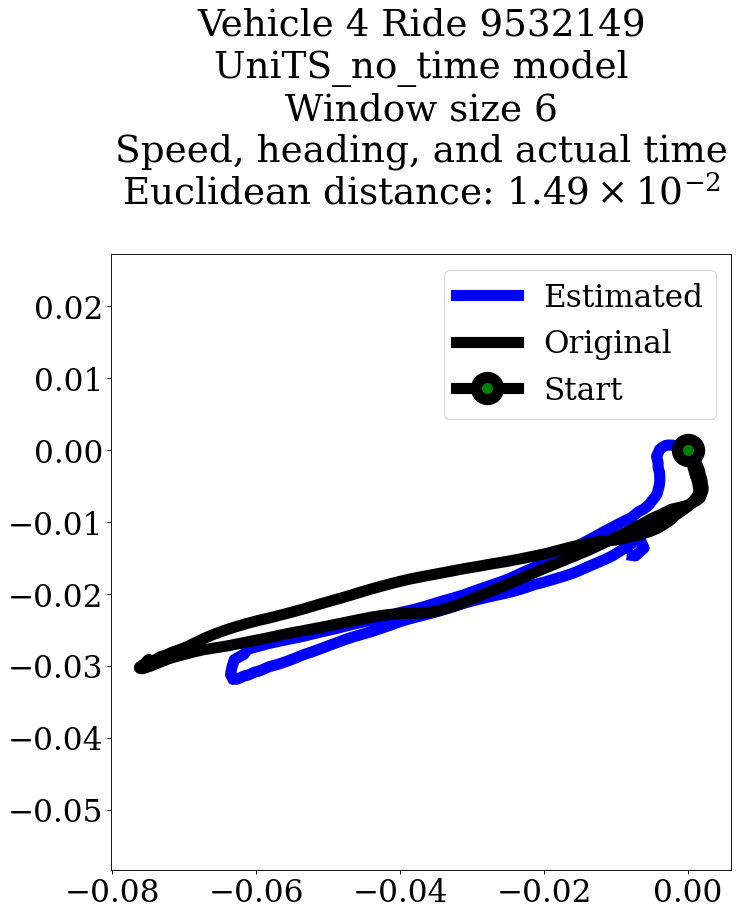 Vehicle 4 Ride 9532149
UniTS_no_time model
Window size 6
Speed, heading, and actual time
Euclidean distance: 1.49 × 10⁻²
Estimated
Original
Start
0.02
0.01
0.00
−0.01
−0.02
−0.03
−0.04
−0.05
−0.08 −0.06 −0.04 −0.02 0.00